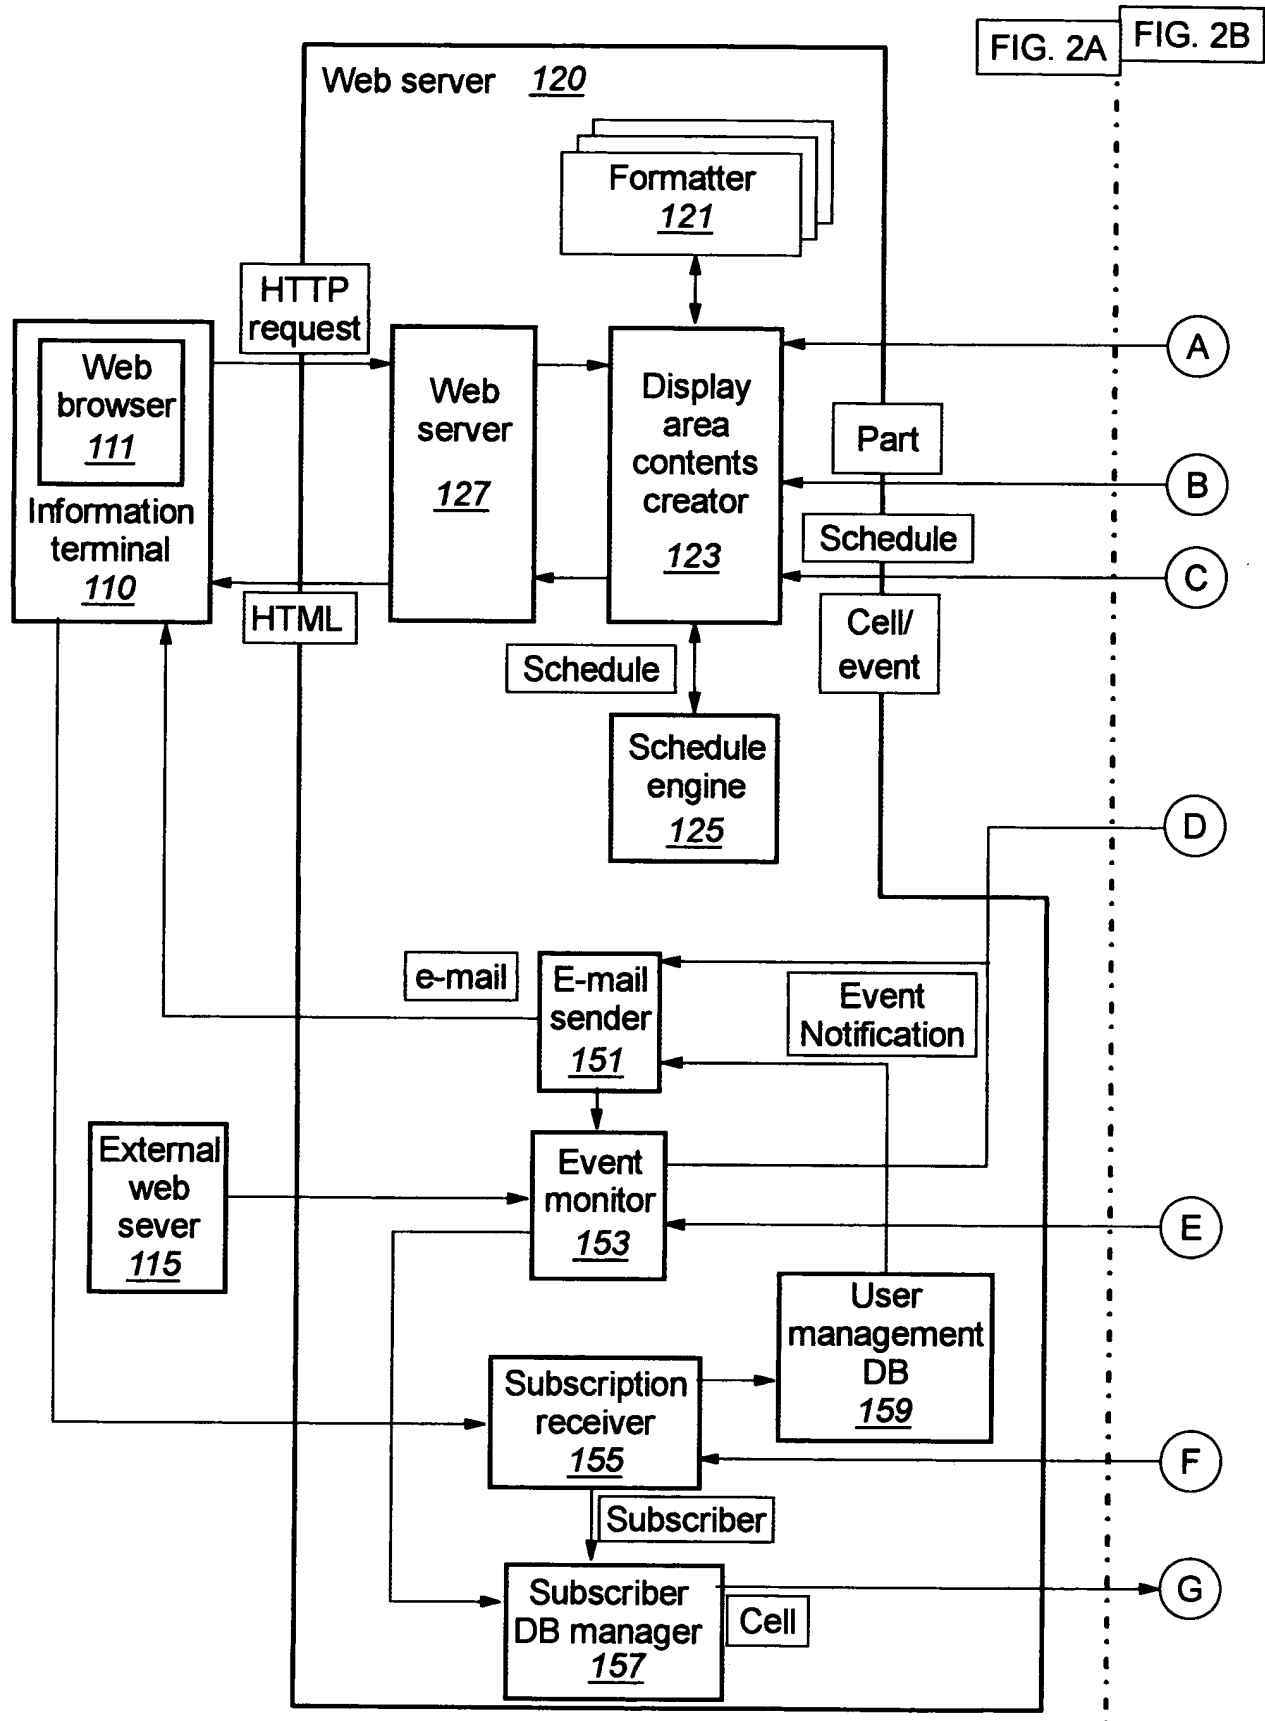 FIG. 2A
FIG. 2B
Web server 120
Formatter
121
HTTP
request
Web
browser
111
Information
terminal
110
Web
server
127
Display
area
contents
creator
123
A
Part
B
Schedule
C
HTML
Cell/
event
Schedule
Schedule
engine
125
D
e-mail
E-mail
sender
151
Event
Notification
External
web
sever
115
Event
monitor
153
E
User
management
DB
159
Subscription
receiver
155
F
Subscriber
Subscriber
DB manager
157
Cell
G